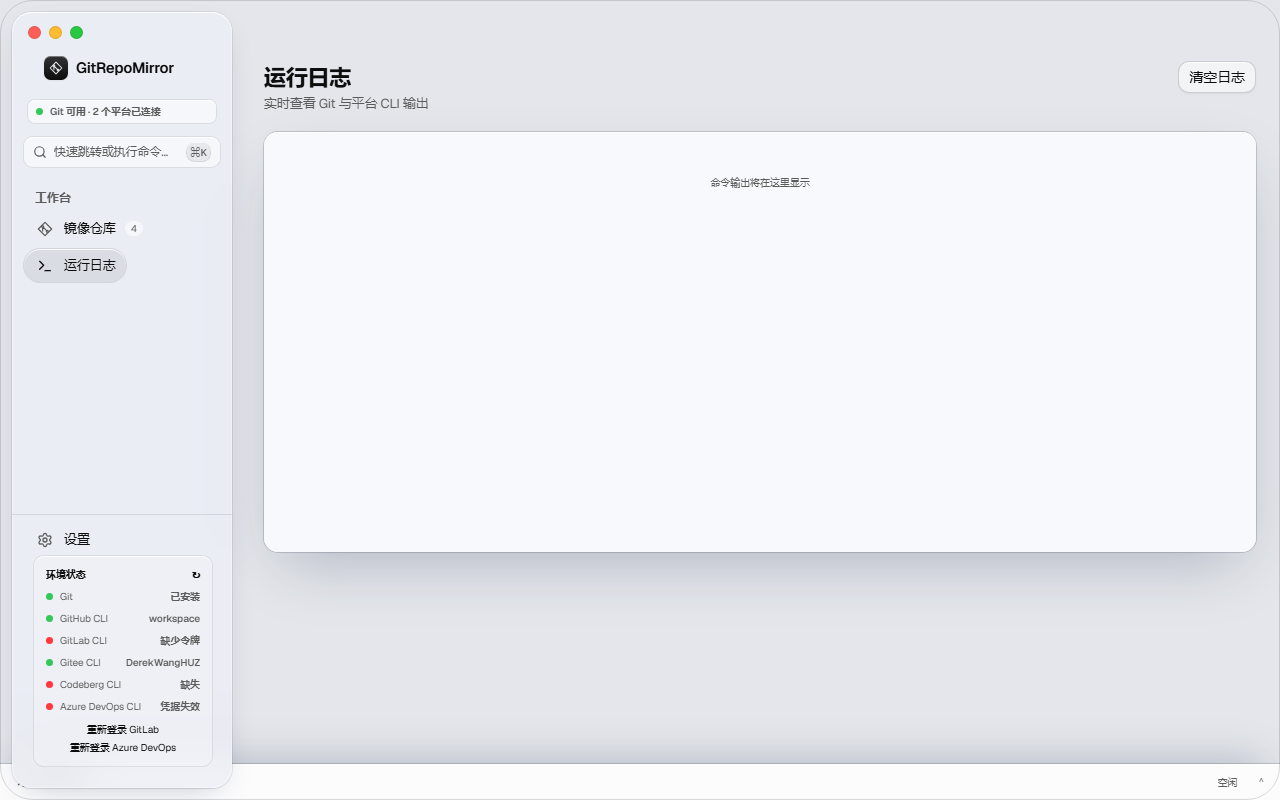 GitRepoMirror
Git 可用 · 2 个平台已连接
快速跳转或执行命令... ⌘K
工作台
镜像仓库 4
运行日志
设置
环境状态 ↻
Git 已安装
GitHub CLI workspace
GitLab CLI 缺少令牌
Gitee CLI DerekWangHUZ
Codeberg CLI 缺失
Azure DevOps CLI 凭据失效
重新登录 GitLab
重新登录 Azure DevOps
运行日志
清空日志
实时查看 Git 与平台 CLI 输出
命令输出将在这里显示
空闲 ^